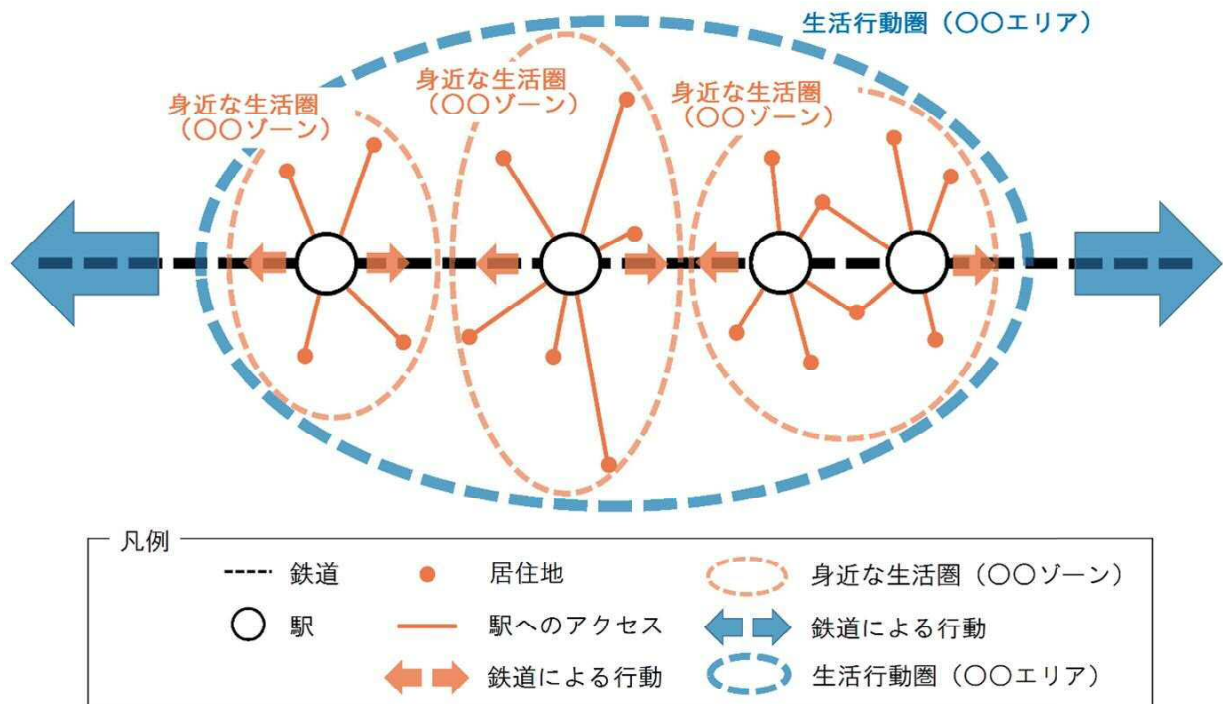 生活行動圏（〇〇エリア）
身近な生活圏
（〇〇ゾーン）
身近な生活圏
（〇〇ゾーン）
身近な生活圏
（〇〇ゾーン）
凡例
鉄道
居住地
身近な生活圏（〇〇ゾーン）
駅
駅へのアクセス
鉄道による行動
鉄道による行動
生活行動圏（〇〇エリア）